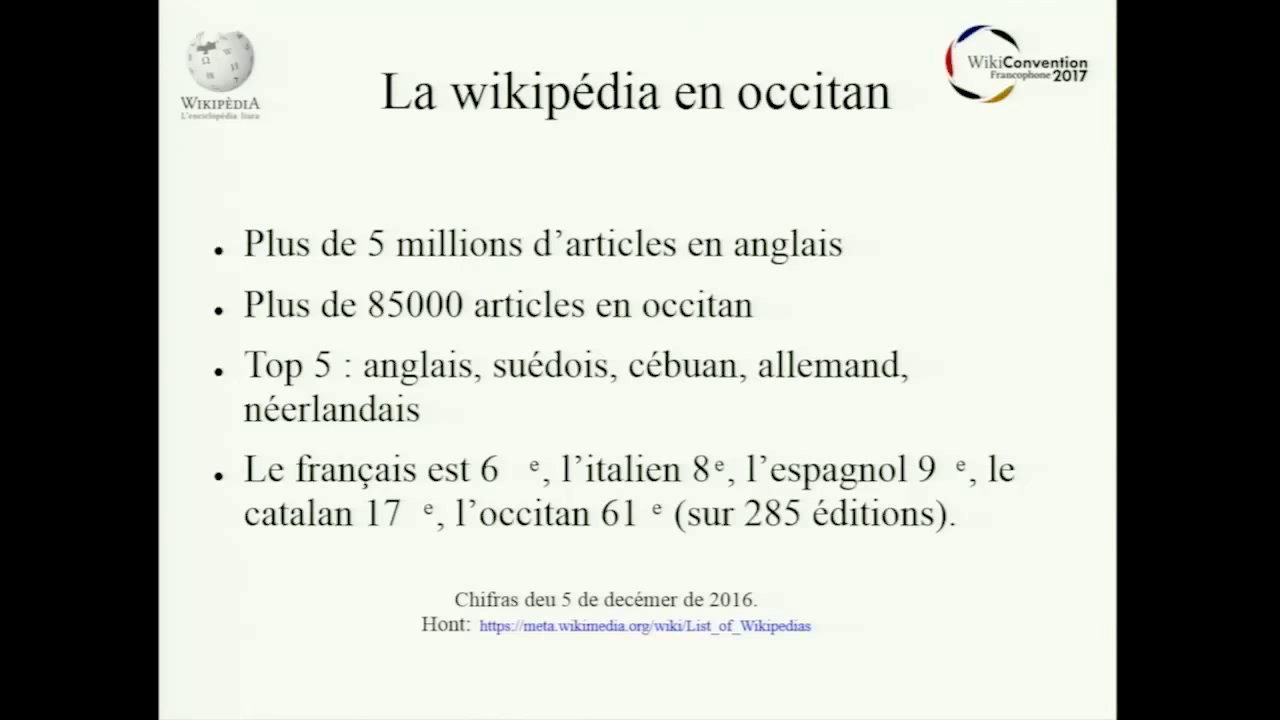 WIKIPÈDIA
L'enciclopèdia liura
WikiConvention
Francophone 2017
La wikipédia en occitan
• Plus de 5 millions d’articles en anglais
• Plus de 85000 articles en occitan
• Top 5 : anglais, suédois, cébuan, allemand,
néerlandais
• Le français est 6 e, l’italien 8e, l’espagnol 9 e, le
catalan 17 e, l’occitan 61 e (sur 285 éditions).
Chifras deu 5 de decémer de 2016.
Hont: https://meta.wikimedia.org/wiki/List_of_Wikipedias